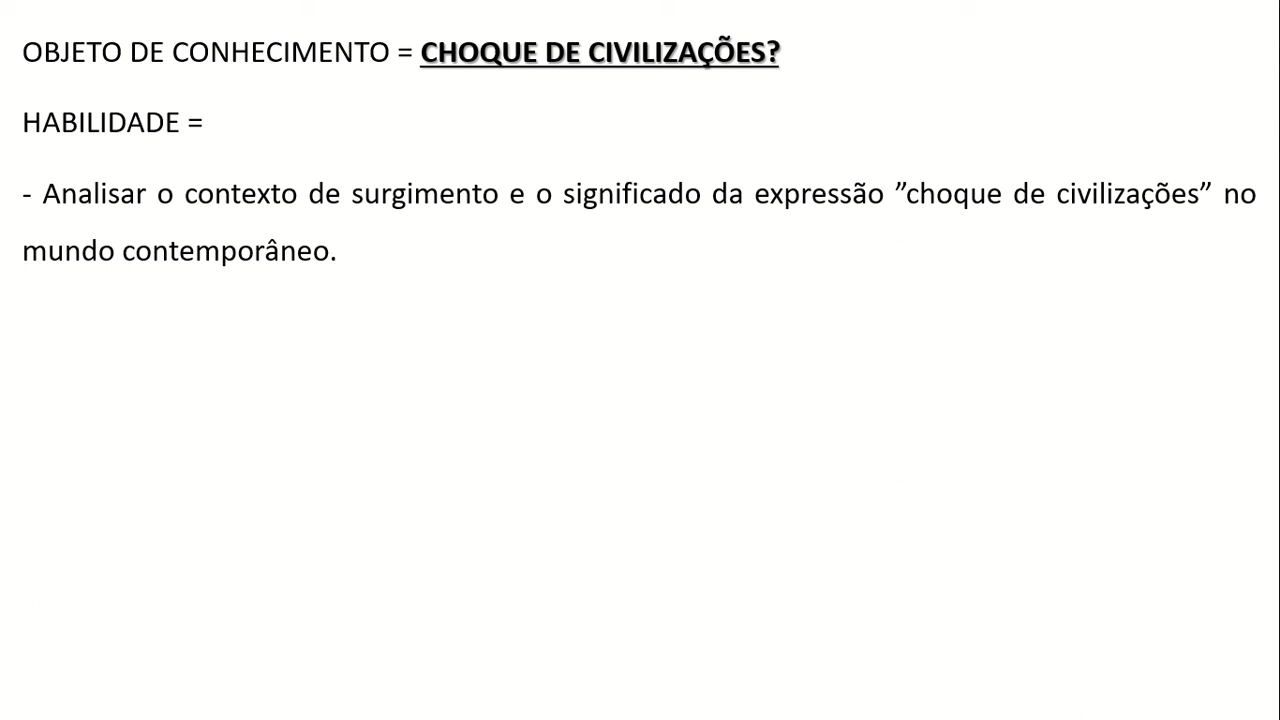 OBJETO DE CONHECIMENTO = CHOQUE DE CIVILIZAÇÕES?
HABILIDADE =
- Analisar o contexto de surgimento e o significado da expressão ”choque de civilizações” no
mundo contemporâneo.